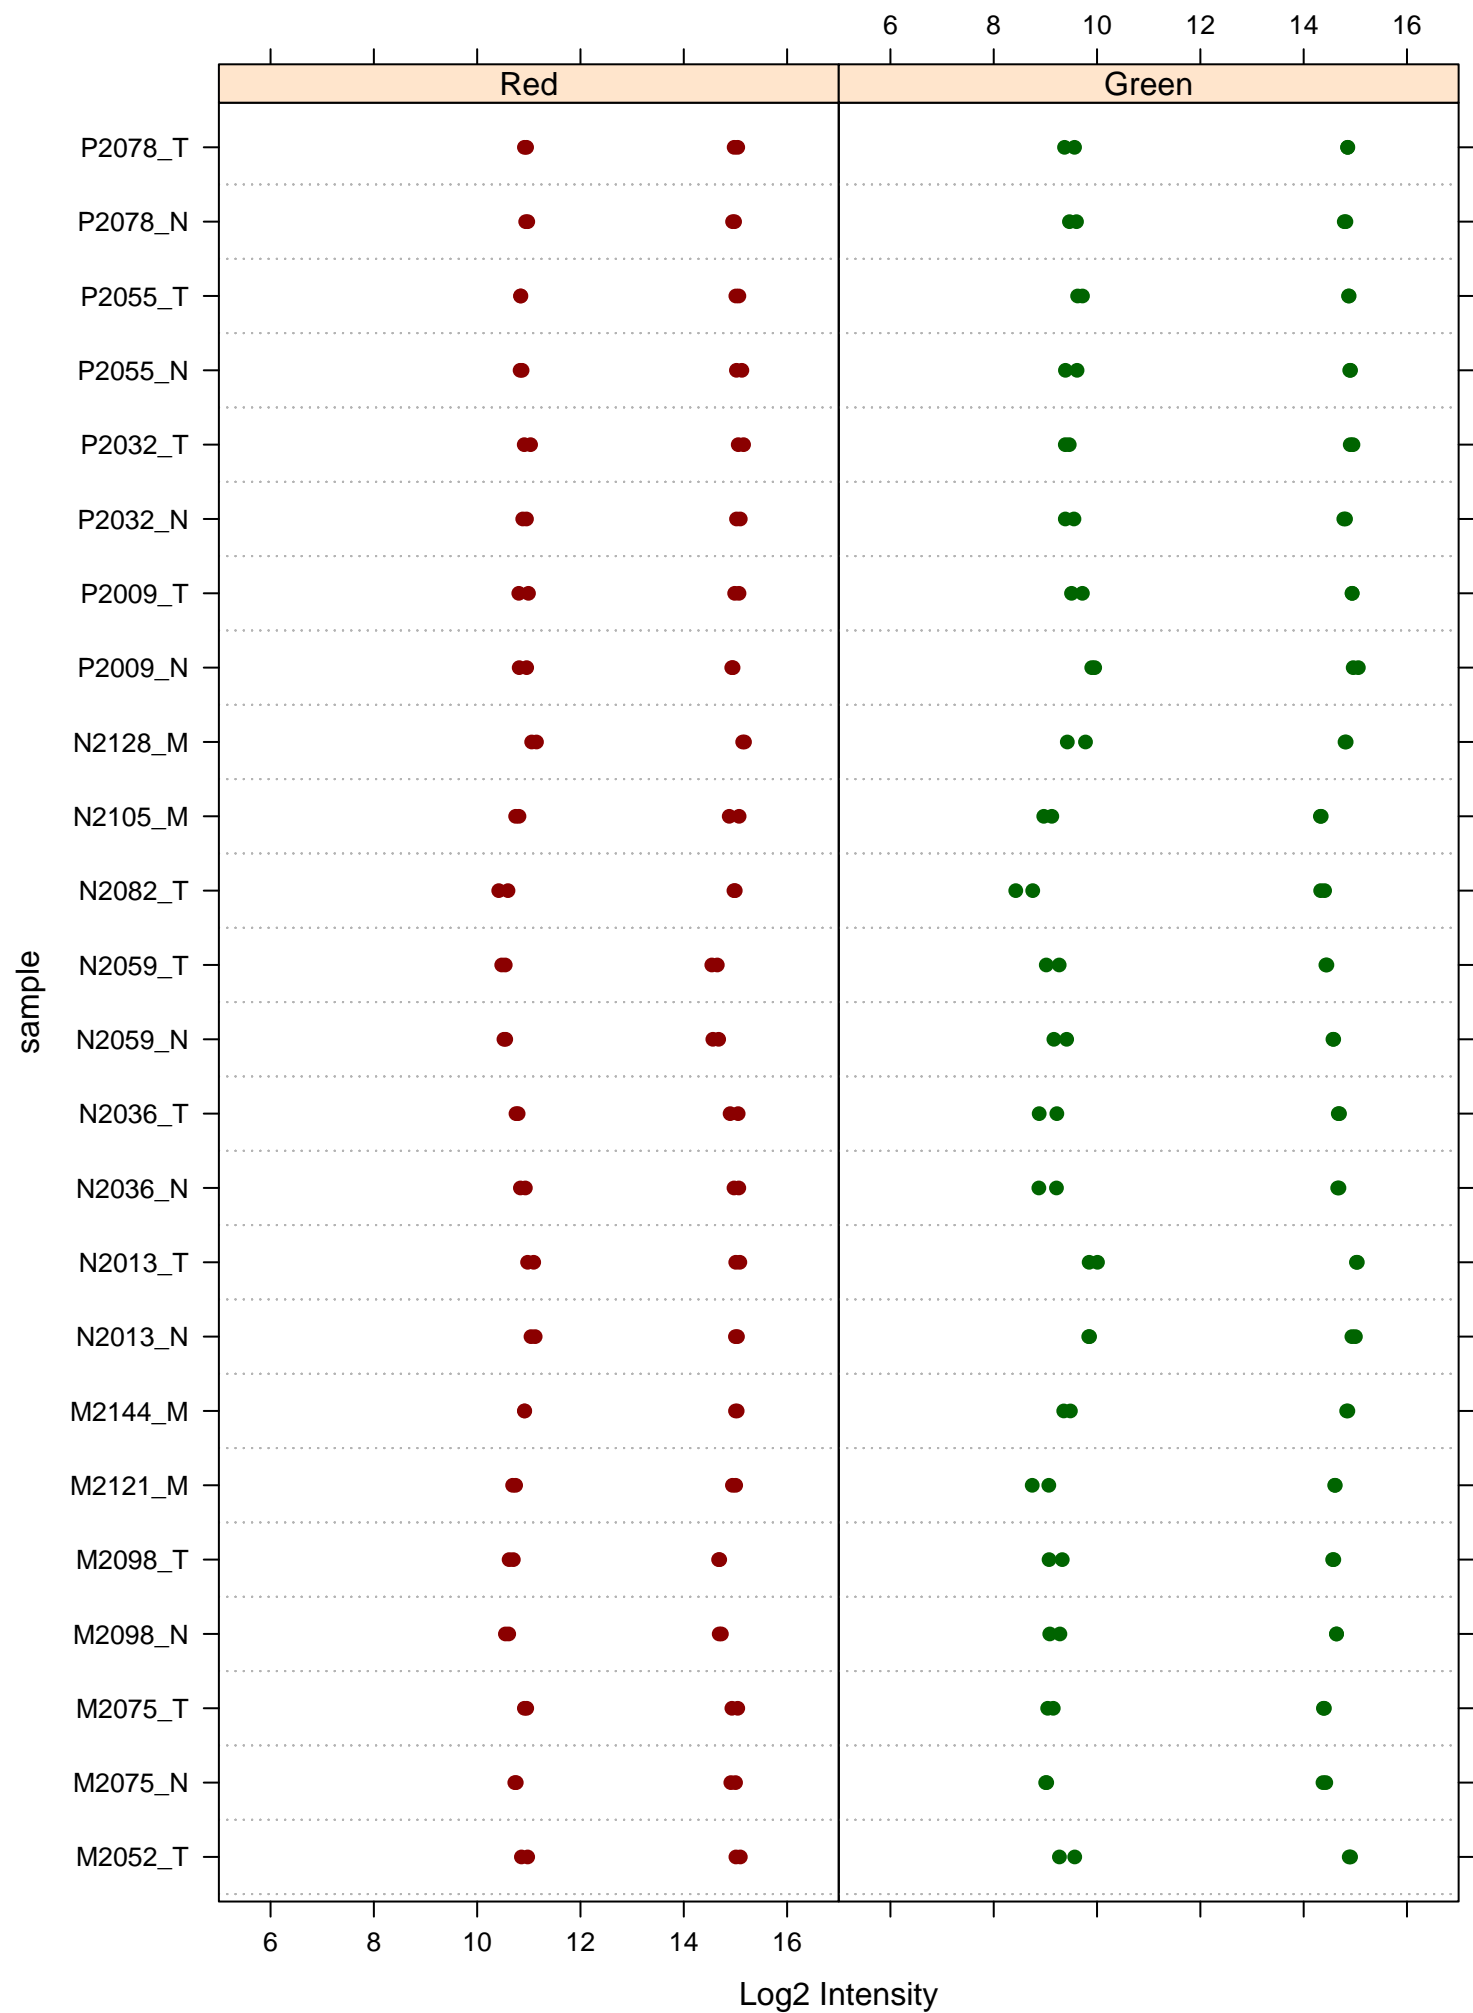 6 8 10 12 14 16
Red Green
P2078_T
P2078_N
P2055_T
P2055_N
P2032_T
P2032_N
P2009_T
P2009_N
N2128_M
N2105_M
N2082_T
N2059_T
N2059_N
N2036_T
N2036_N
N2013_T
N2013_N
M2144_M
M2121_M
M2098_T
M2098_N
M2075_T
M2075_N
M2052_T
sample
6 8 10 12 14 16
Log2 Intensity